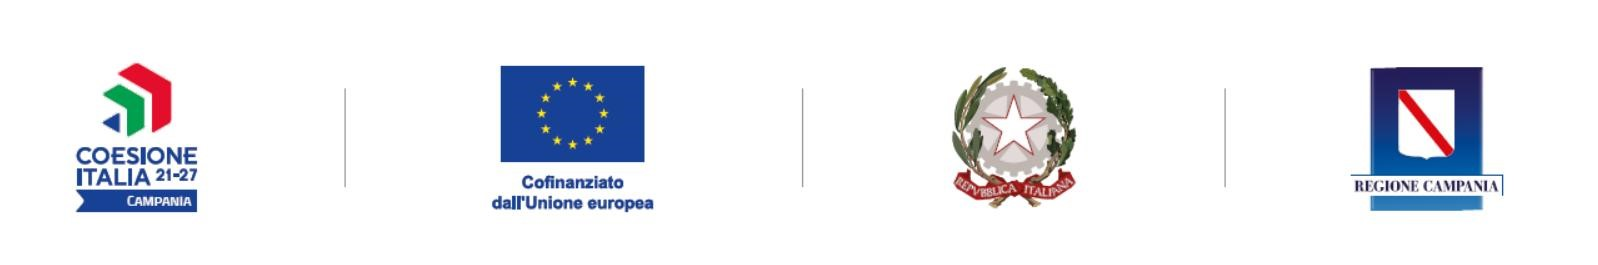 COESIONE
ITALIA 21-27
CAMPANIA
Cofinanziato
dall'Unione europea
REPVBBLICA ITALIANA
REGIONE CAMPANIA